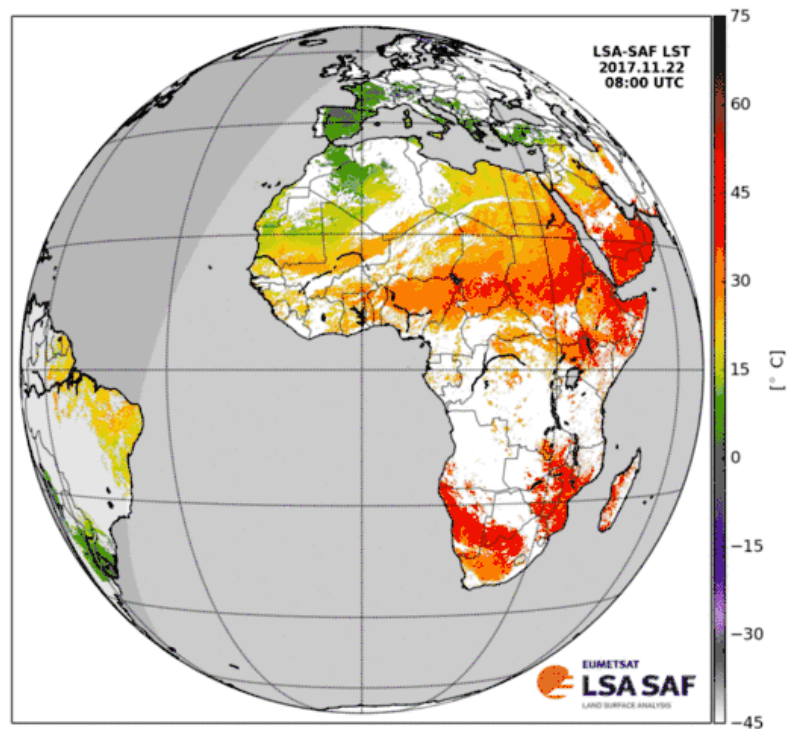 LSA-SAF LST
2017.11.22
08:00 UTC
75
60
45
30
15
0
−15
−30
−45
[° C]
EUMETSAT
LSA SAF
LAND SURFACE ANALYSIS